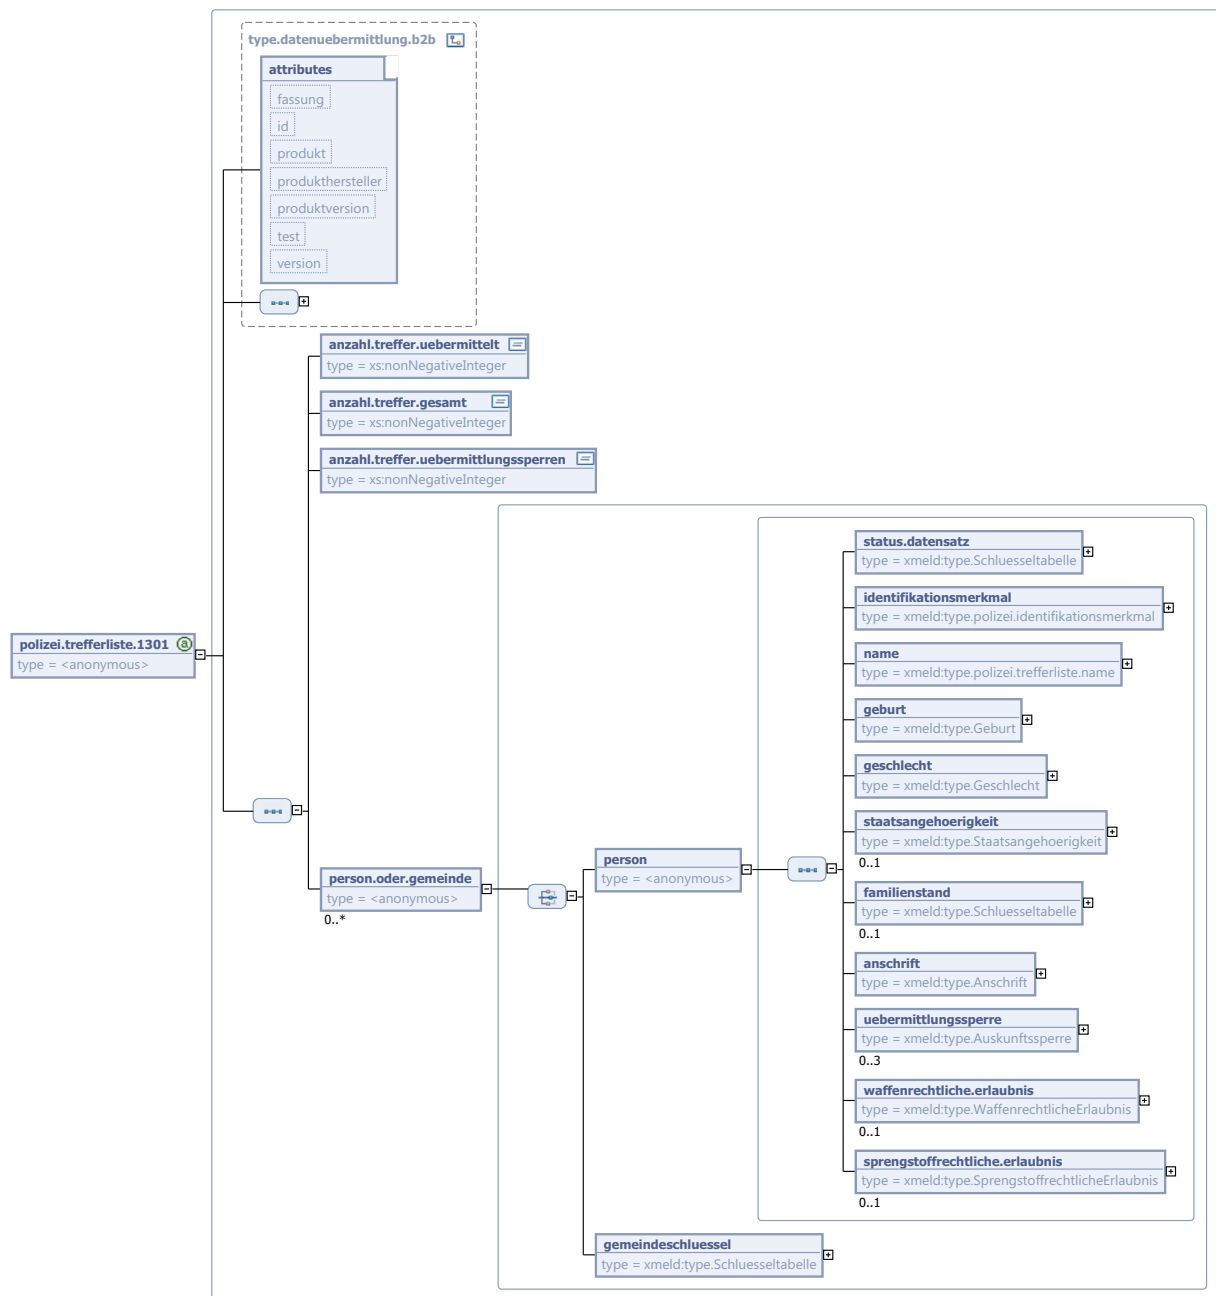 type.datenuebermittlung.b2b
attributes
fassung
id
produkt
produkthersteller
produktversion
test
version
anzahl.treffer.uebermittelt
type = xs:nonNegativeInteger
anzahl.treffer.gesamt
type = xs:nonNegativeInteger
anzahl.treffer.uebermittlungssperren
type = xs:nonNegativeInteger
polizei.trefferliste.1301 a
type = <anonymous>
person.oder.gemeinde
type = <anonymous>
0..*
person
type = <anonymous>
status.datensatz
type = xmeld:type.Schluesseltabelle
identifikationsmerkmal
type = xmeld:type.polizei.identifikationsmerkmal
name
type = xmeld:type.polizei.trefferliste.name
geburt
type = xmeld:type.Geburt
geschlecht
type = xmeld:type.Geschlecht
staatsangehoerigkeit
type = xmeld:type.Staatsangehoerigkeit
0..1
familienstand
type = xmeld:type.Schluesseltabelle
0..1
anschrift
type = xmeld:type.Anschrift
uebermittlungssperre
type = xmeld:type.Auskunftssperre
0..3
waffenrechtliche.erlaubnis
type = xmeld:type.WaffenrechtlicheErlaubnis
0..1
sprengstoffrechtliche.erlaubnis
type = xmeld:type.SprengstoffrechtlicheErlaubnis
0..1
gemeindeschluessel
type = xmeld:type.Schluesseltabelle